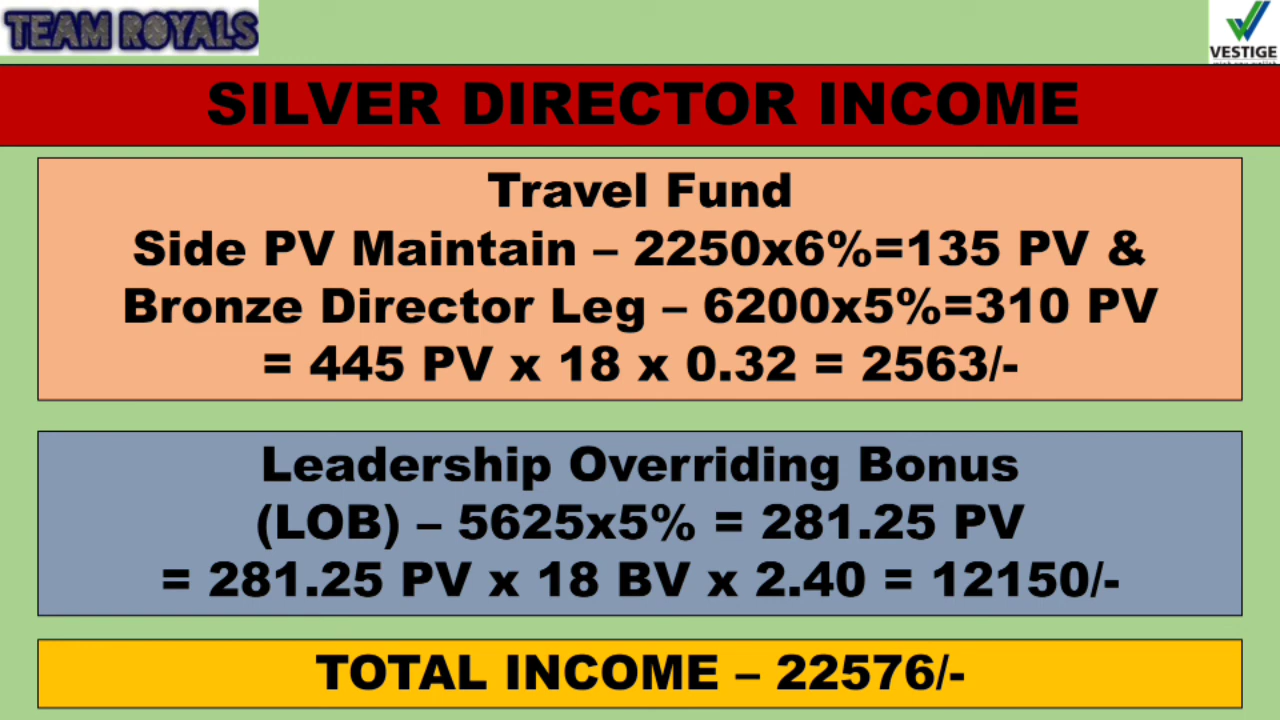 TEAM ROYALS
VESTIGE
SILVER DIRECTOR INCOME
Travel Fund
Side PV Maintain – 2250x6%=135 PV &
Bronze Director Leg – 6200x5%=310 PV
= 445 PV x 18 x 0.32 = 2563/-
Leadership Overriding Bonus
(LOB) – 5625x5% = 281.25 PV
= 281.25 PV x 18 BV x 2.40 = 12150/-
TOTAL INCOME – 22576/-